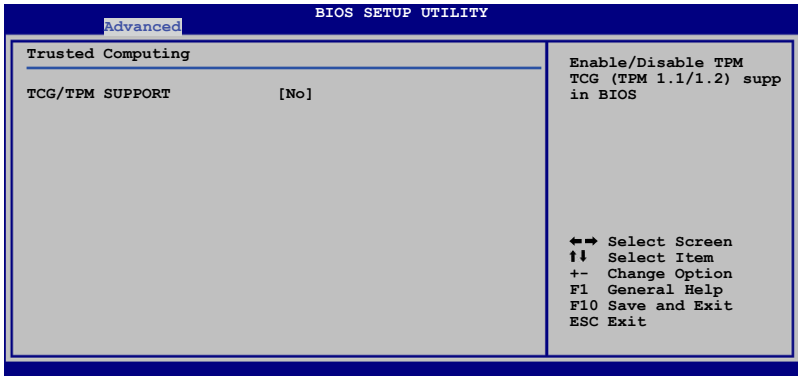 BIOS SETUP UTILITY
Advanced
Trusted Computing
TCG/TPM SUPPORT [No]
Enable/Disable TPM
TCG (TPM 1.1/1.2) supp
in BIOS
←→ Select Screen
↑↓ Select Item
+- Change Option
F1 General Help
F10 Save and Exit
ESC Exit